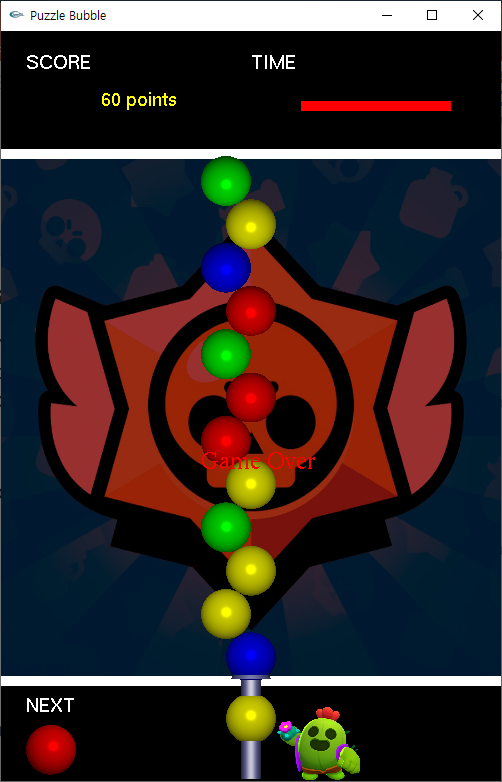 Puzzle Bubble
SCORE
TIME
60 points
Game Over
NEXT